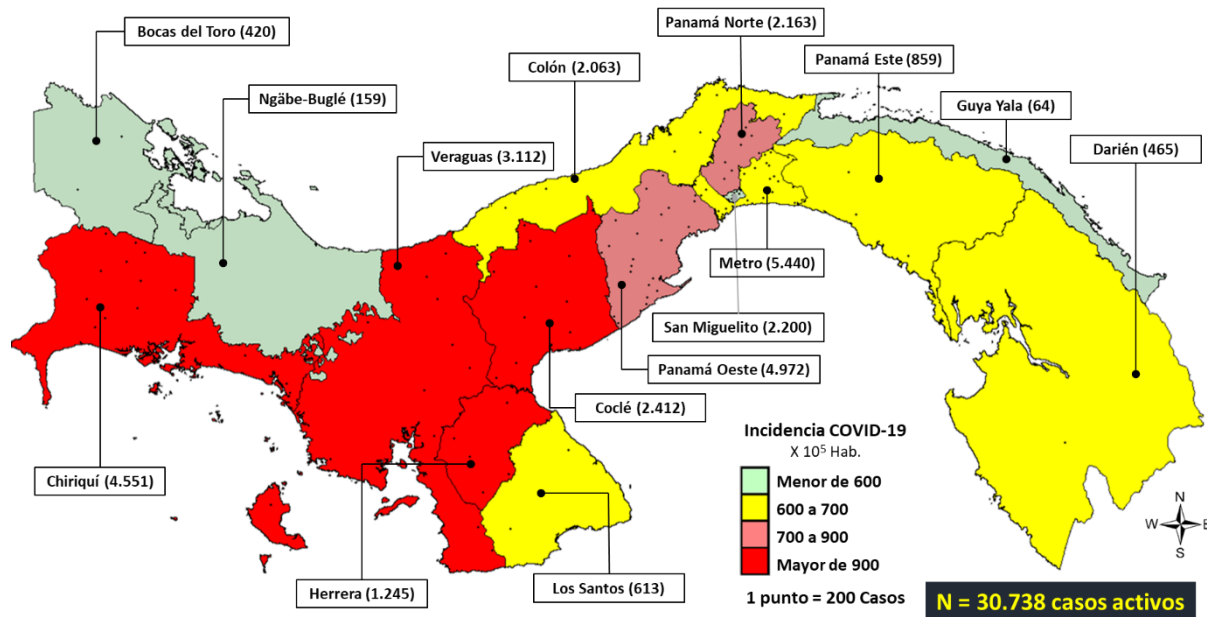 Bocas del Toro (420)
Panamá Norte (2.163)
Colón (2.063)
Panamá Este (859)
Ngäbe-Buglé (159)
Guya Yala (64)
Veraguas (3.112)
Darién (465)
Metro (5.440)
San Miguelito (2.200)
Panamá Oeste (4.972)
Coclé (2.412)
Chiriquí (4.551)
Herrera (1.245)
Los Santos (613)
Incidencia COVID-19
X 10⁵ Hab.
Menor de 600
600 a 700
700 a 900
Mayor de 900
1 punto = 200 Casos
N
W E
S
N = 30.738 casos activos